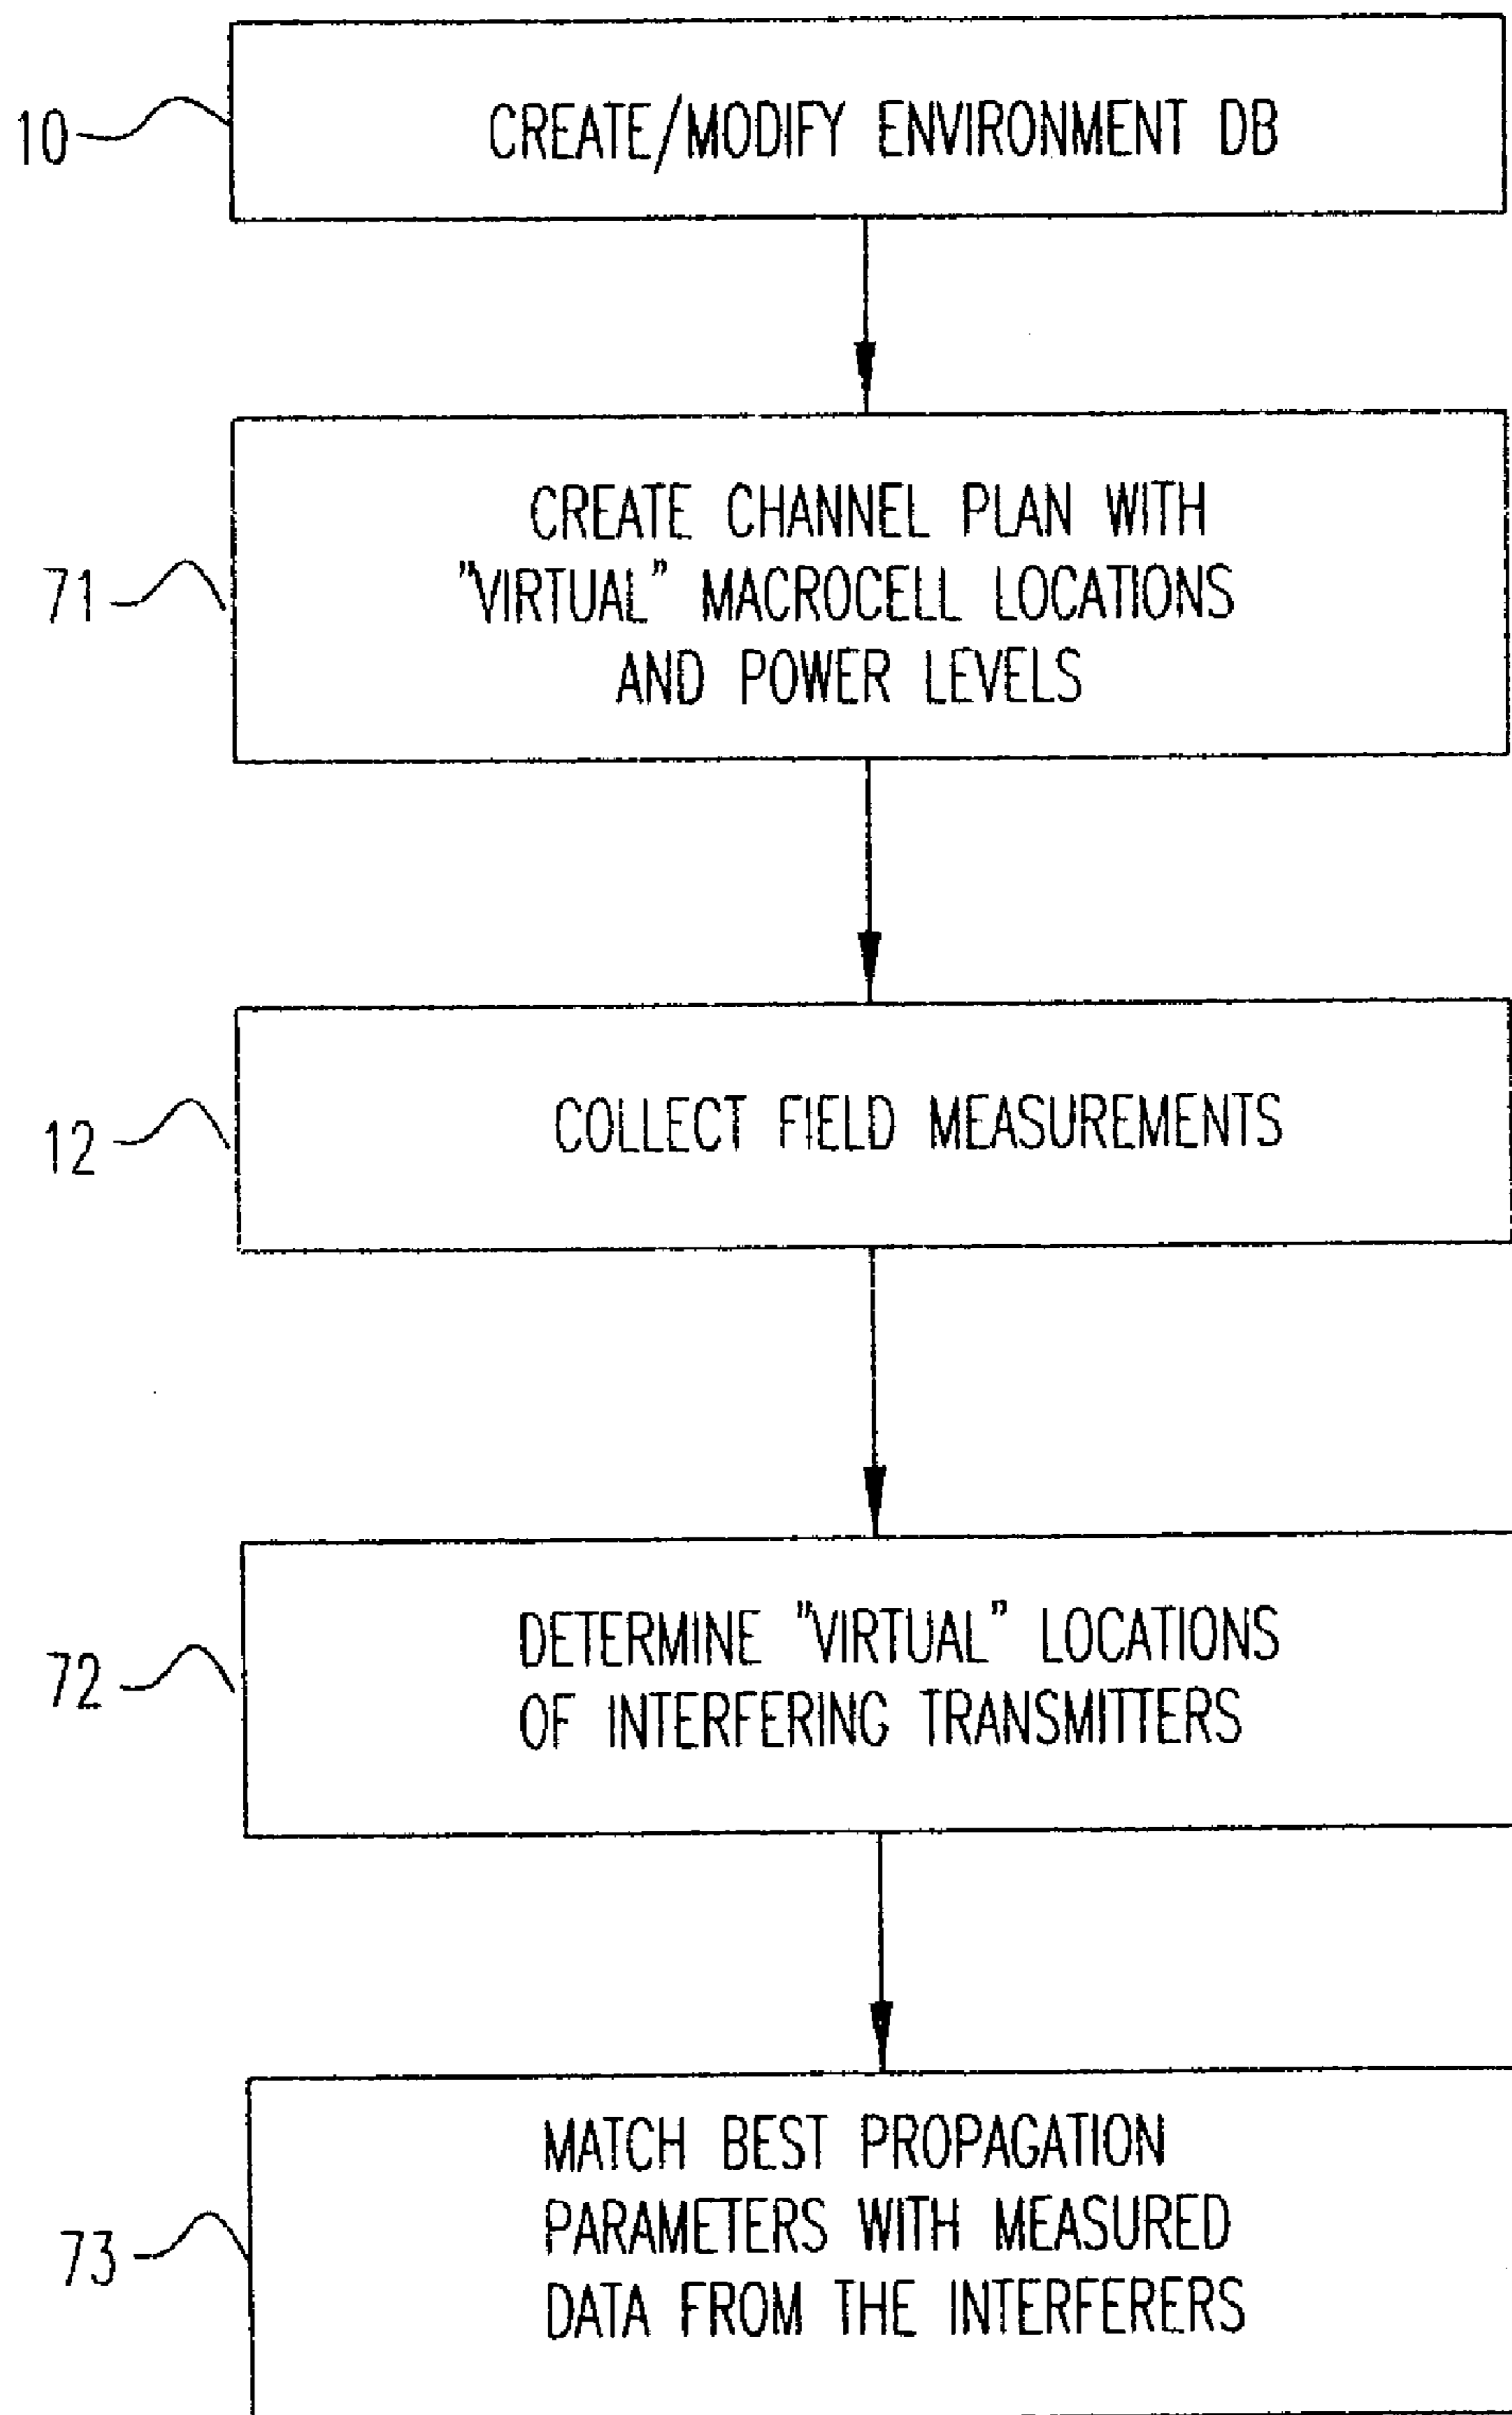 10
CREATE/MODIFY ENVIRONMENT DB
71
CREATE CHANNEL PLAN WITH
"VIRTUAL" MACROCELL LOCATIONS
AND POWER LEVELS
12
COLLECT FIELD MEASUREMENTS
72
DETERMINE "VIRTUAL" LOCATIONS
OF INTERFERING TRANSMITTERS
73
MATCH BEST PROPAGATION
PARAMETERS WITH MEASURED
DATA FROM THE INTERFERERS